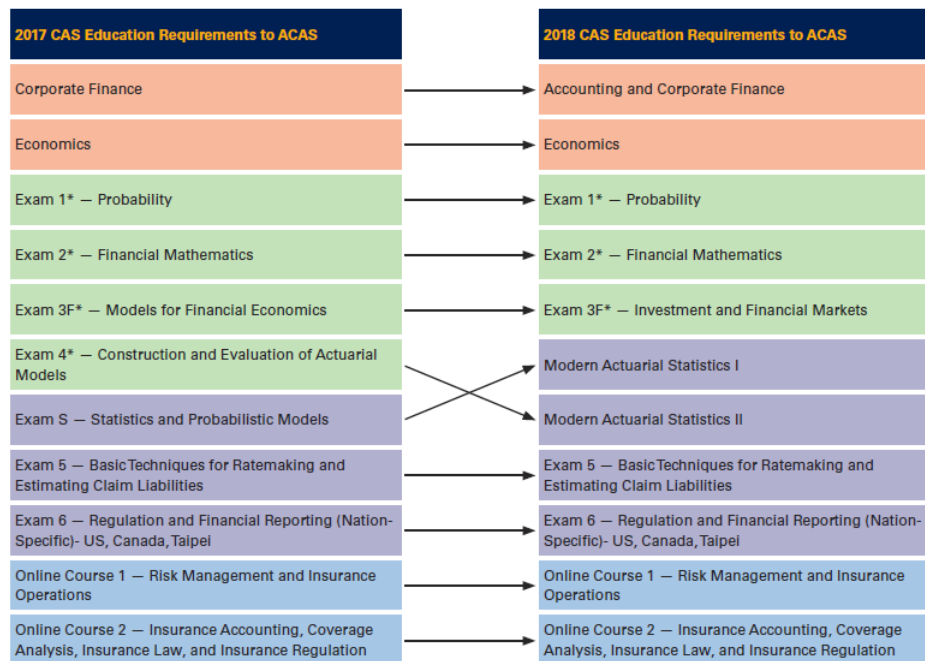 2017 CAS Education Requirements to ACAS
2018 CAS Education Requirements to ACAS
Corporate Finance
Accounting and Corporate Finance
Economics
Economics
Exam 1* — Probability
Exam 1* — Probability
Exam 2* — Financial Mathematics
Exam 2* — Financial Mathematics
Exam 3F* — Models for Financial Economics
Exam 3F* — Investment and Financial Markets
Exam 4* — Construction and Evaluation of Actuarial
Models
Modern Actuarial Statistics I
Exam S — Statistics and Probabilistic Models
Modern Actuarial Statistics II
Exam 5 — Basic Techniques for Ratemaking and
Estimating Claim Liabilities
Exam 5 — Basic Techniques for Ratemaking and
Estimating Claim Liabilities
Exam 6 — Regulation and Financial Reporting (Nation-
Specific)- US, Canada, Taipei
Exam 6 — Regulation and Financial Reporting (Nation-
Specific)- US, Canada, Taipei
Online Course 1 — Risk Management and Insurance
Operations
Online Course 1 — Risk Management and Insurance
Operations
Online Course 2 — Insurance Accounting, Coverage
Analysis, Insurance Law, and Insurance Regulation
Online Course 2 — Insurance Accounting, Coverage
Analysis, Insurance Law, and Insurance Regulation